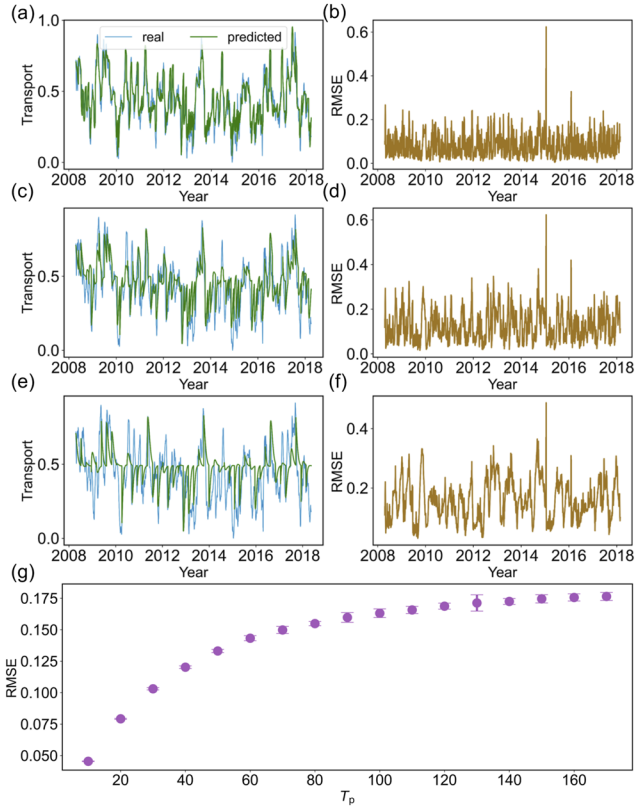 (a)
1.0
0.5
0.0
Transport
real predicted
2008 2010 2012 2014 2016 2018
Year
(b)
0.6
0.4
0.2
0.0
RMSE
2008 2010 2012 2014 2016 2018
Year
(c)
0.5
0.0
Transport
2008 2010 2012 2014 2016 2018
Year
(d)
0.6
0.4
0.2
0.0
RMSE
2008 2010 2012 2014 2016 2018
Year
(e)
0.5
0.0
Transport
2008 2010 2012 2014 2016 2018
Year
(f)
0.4
0.2
RMSE
2008 2010 2012 2014 2016 2018
Year
(g)
0.175
0.150
0.125
0.100
0.075
0.050
RMSE
20 40 60 80 100 120 140 160
Tp